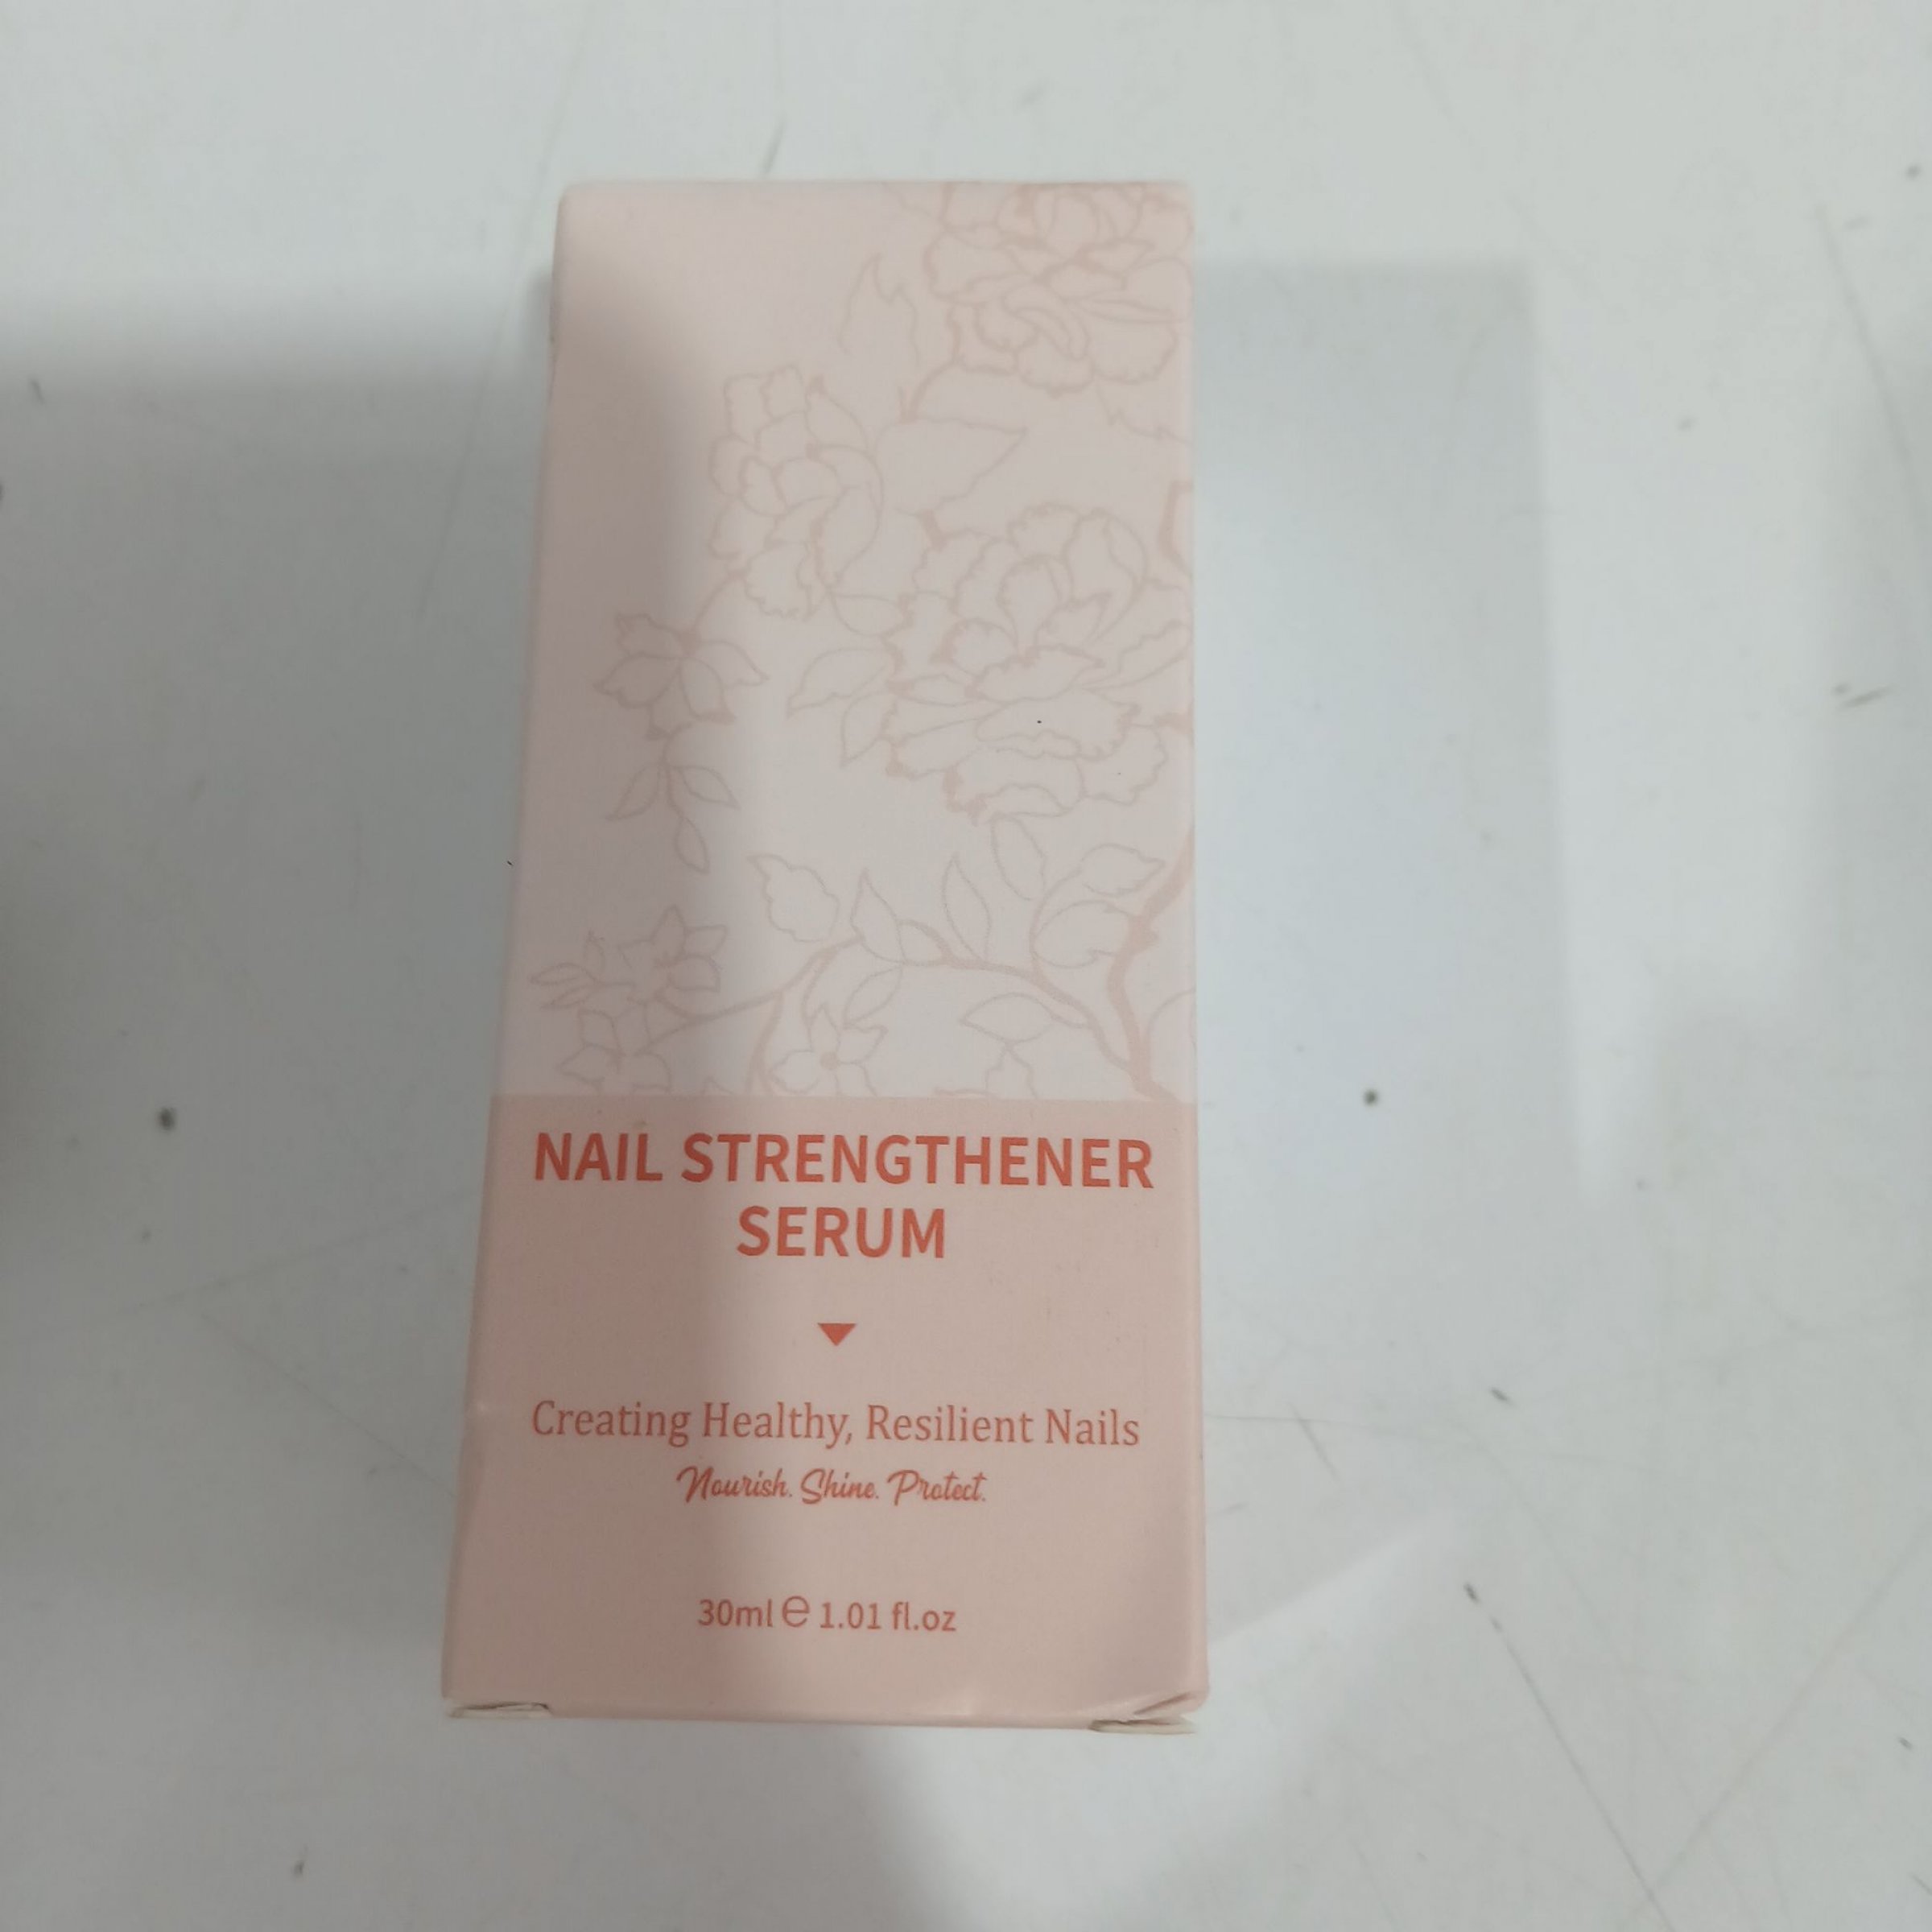 NAIL STRENGTHENER
SERUM
Creating Healthy, Resilient Nails
Nourish. Shine. Protect.
30ml ℮ 1.01 fl.oz